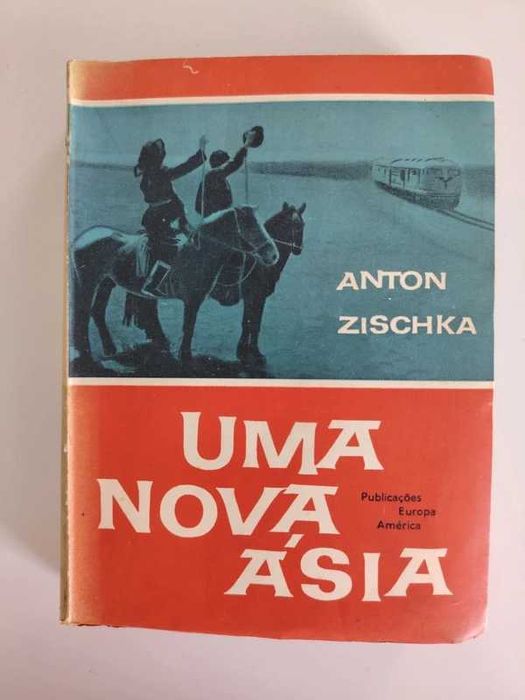 ANTON
ZISCHKA
UMA
NOVA
ÁSIA
Publicações
Europa
América